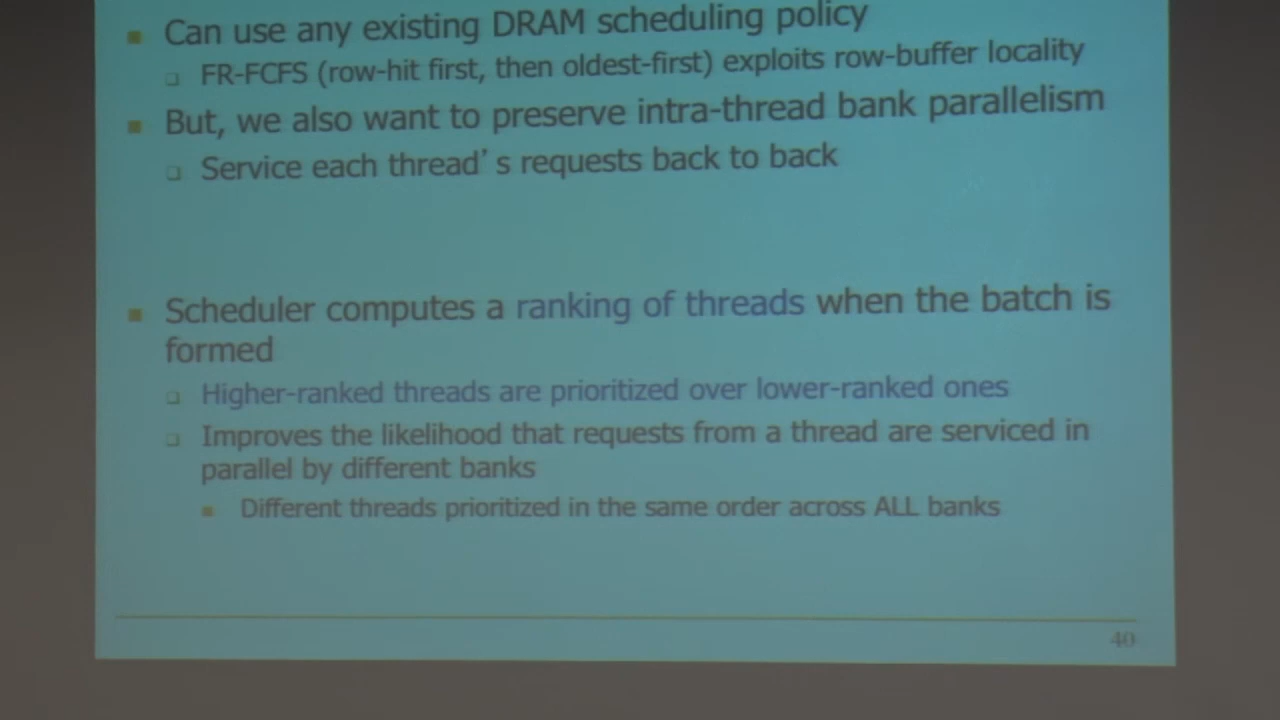 Can use any existing DRAM scheduling policy
FR-FCFS (row-hit first, then oldest-first) exploits row-buffer locality
But, we also want to preserve intra-thread bank parallelism
Service each thread's requests back to back
Scheduler computes a ranking of threads when the batch is
formed
Higher-ranked threads are prioritized over lower-ranked ones
Improves the likelihood that requests from a thread are serviced in
parallel by different banks
Different threads prioritized in the same order across ALL banks
40